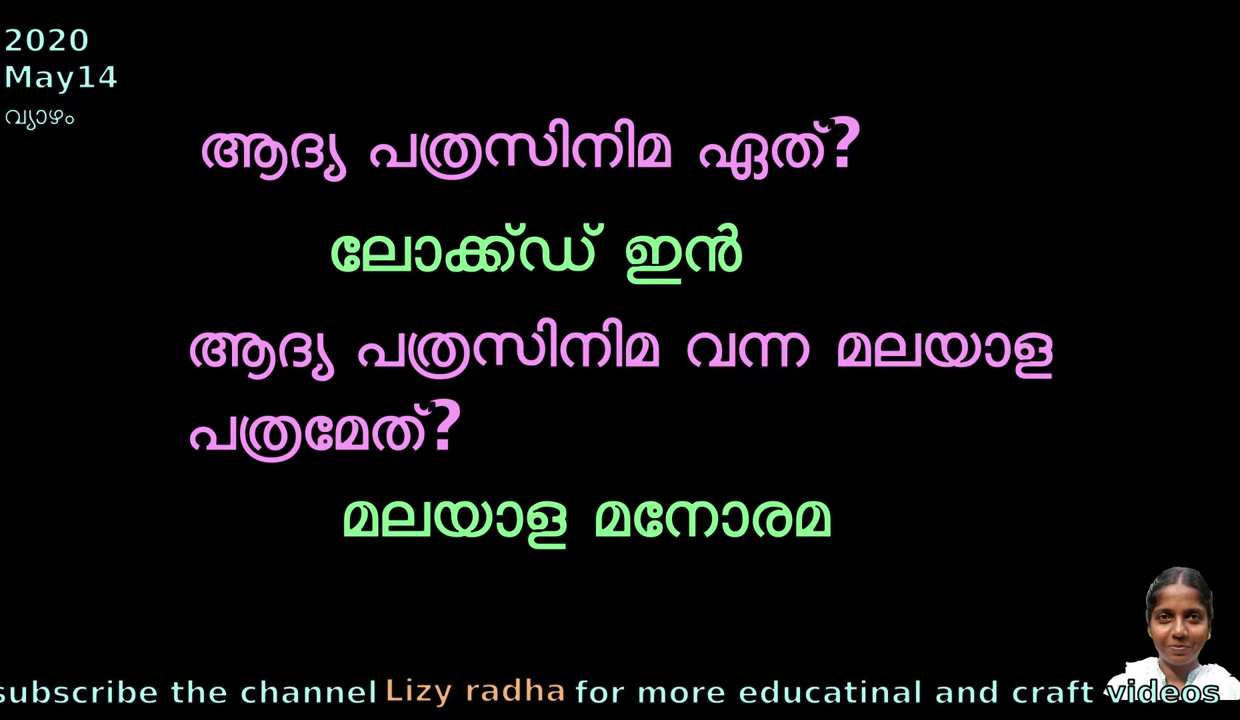 2020
May14
വ്യാഴം
ആദ്യ പത്രസിനിമ ഏത്?
ലോക്ക്ഡ് ഇൻ
ആദ്യ പത്രസിനിമ വന്ന മലയാള
പത്രമേത്?
മലയാള മനോരമ
subscribe the channel Lizy radha for more educatinal and craft videos